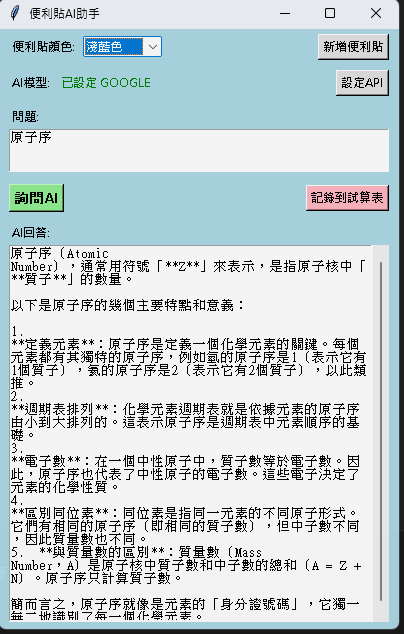 便利貼AI助手
便利貼顏色: 淺藍色 新增便利貼
AI模型: 已設定 GOOGLE 設定API
問題:
原子序
詢問AI 記錄到試算表
AI回答:
原子序（Atomic
Number），通常用符號「**Z**」來表示，是指原子核中「
**質子**」的數量。
以下是原子序的幾個主要特點和意義：
1.
**定義元素**：原子序是定義一個化學元素的關鍵。每個
元素都有其獨特的原子序，例如氫的原子序是1（表示它有
1個質子），氦的原子序是2（表示它有2個質子），以此類
推。
2.
**週期表排列**：化學元素週期表就是依據元素的原子序
由小到大排列的。這表示原子序是週期表中元素順序的基
礎。
3.
**電子數**：在一個中性原子中，質子數等於電子數。因
此，原子序也代表了中性原子的電子數。這些電子決定了
元素的化學性質。
4.
**區別同位素**：同位素是指同一元素的不同原子形式。
它們有相同的原子序（即相同的質子數），但中子數不同
，因此質量數也不同。
5. **與質量數的區別**：質量數（Mass
Number，A）是原子核中質子數和中子數的總和（A = Z +
N）。原子序只計算質子數。
簡而言之，原子序就像是元素的「身分證號碼」，它獨一
無二地識別了每一個化學元素。